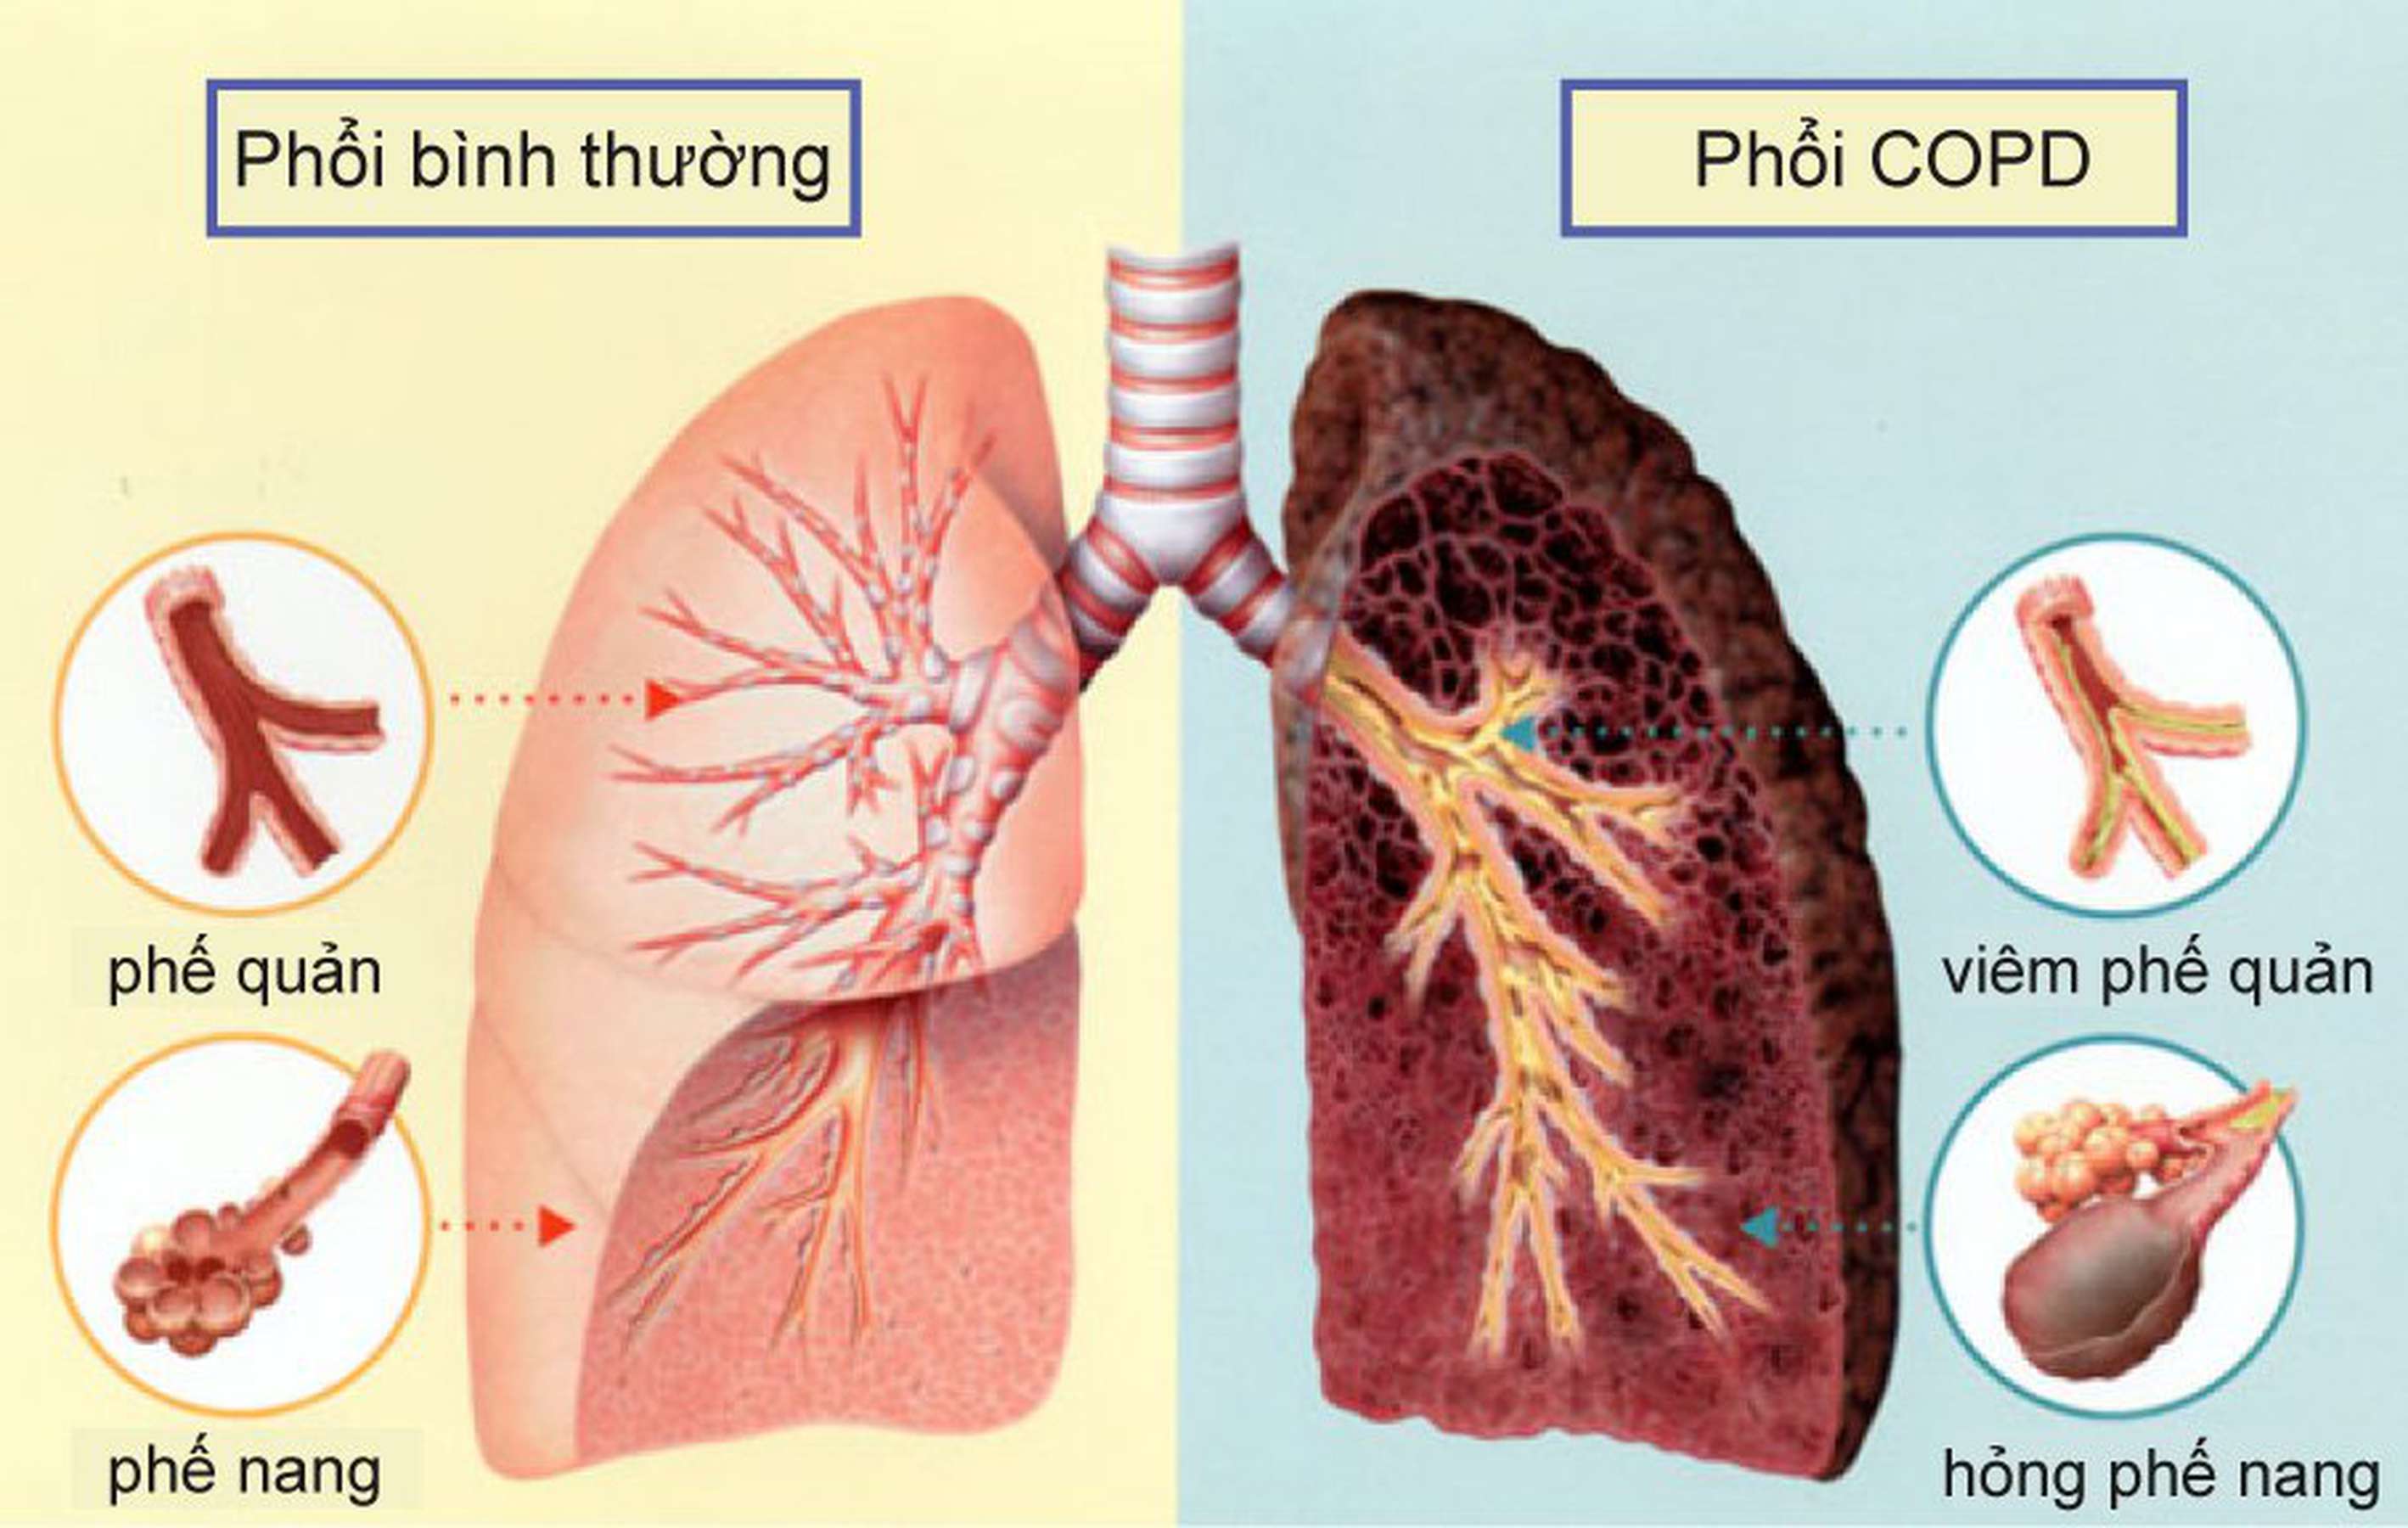 Phổi bình thường
Phổi COPD
phế quản
viêm phế quản
phế nang
hỏng phế nang